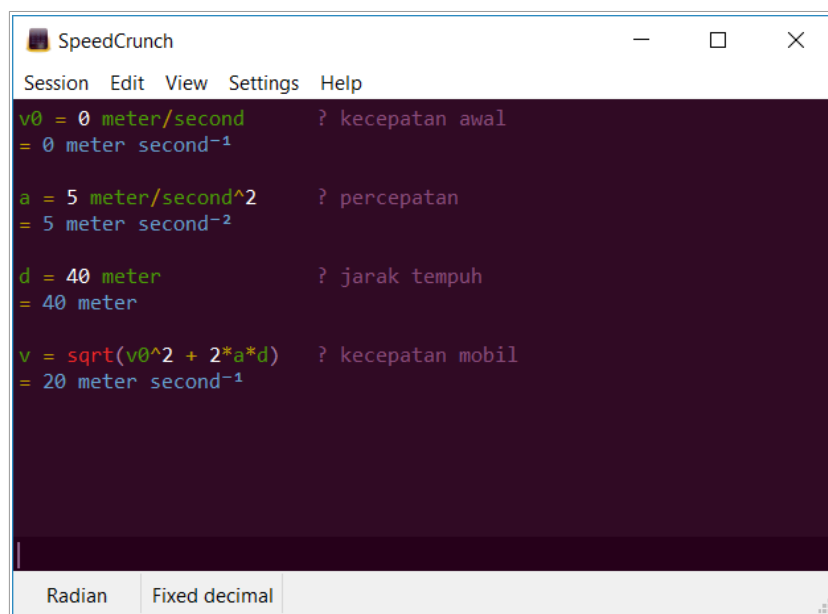 SpeedCrunch
Session Edit View Settings Help
v0 = 0 meter/second ? kecepatan awal
= 0 meter second⁻¹
a = 5 meter/second^2 ? percepatan
= 5 meter second⁻²
d = 40 meter ? jarak tempuh
= 40 meter
v = sqrt(v0^2 + 2*a*d) ? kecepatan mobil
= 20 meter second⁻¹
Radian Fixed decimal